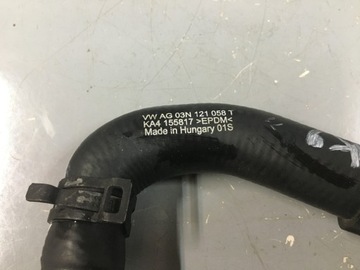 VW AG 03N 121 058 T
KA4 155817 >EPDM<
Made in Hungary 01S